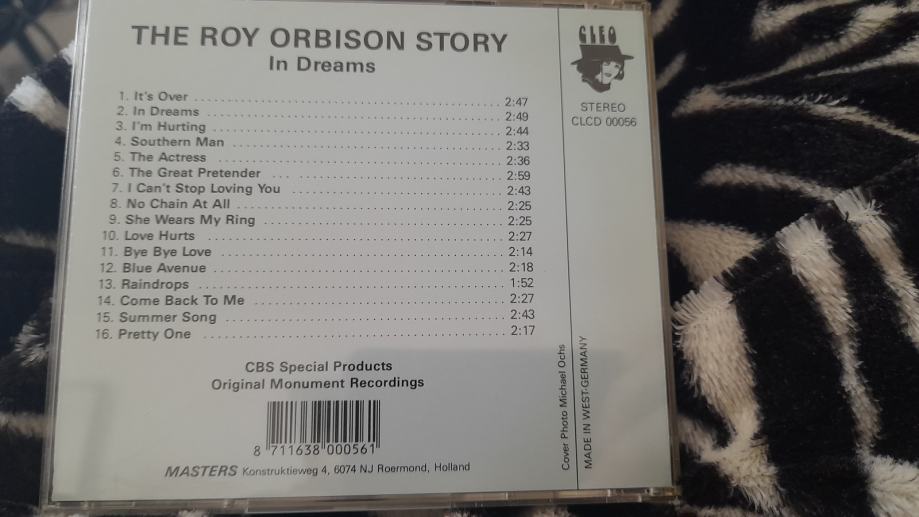 THE ROY ORBISON STORY
In Dreams
1. It's Over ........................ 2:47
2. In Dreams ........................ 2:49
3. I'm Hurting ........................ 2:44
4. Southern Man ........................ 2:33
5. The Actress ........................ 2:36
6. The Great Pretender ... ........................ 2:59
7. I Can't Stop Loving You ........................ 2:43
8. No Chain At All ........................ 2:25
9. She Wears My Ring ........................ 2:25
10. Love Hurts ........................ 2:27
11. Bye Bye Love ........................ 2:14
12. Blue Avenue ........................ 2:18
13. Raindrops ........................ 1:52
14. Come Back To Me ........................ 2:27
15. Summer Song ........................ 2:43
16. Pretty One ........................ 2:17
CBS Special Products
Original Monument Recordings
8 711638 000561
MASTERS Konstruktieweg 4, 6074 NJ Roermond, Holland
CLEO
STEREO
CLCD 00056
Cover Photo Michael Ochs
MADE IN WEST-GERMANY